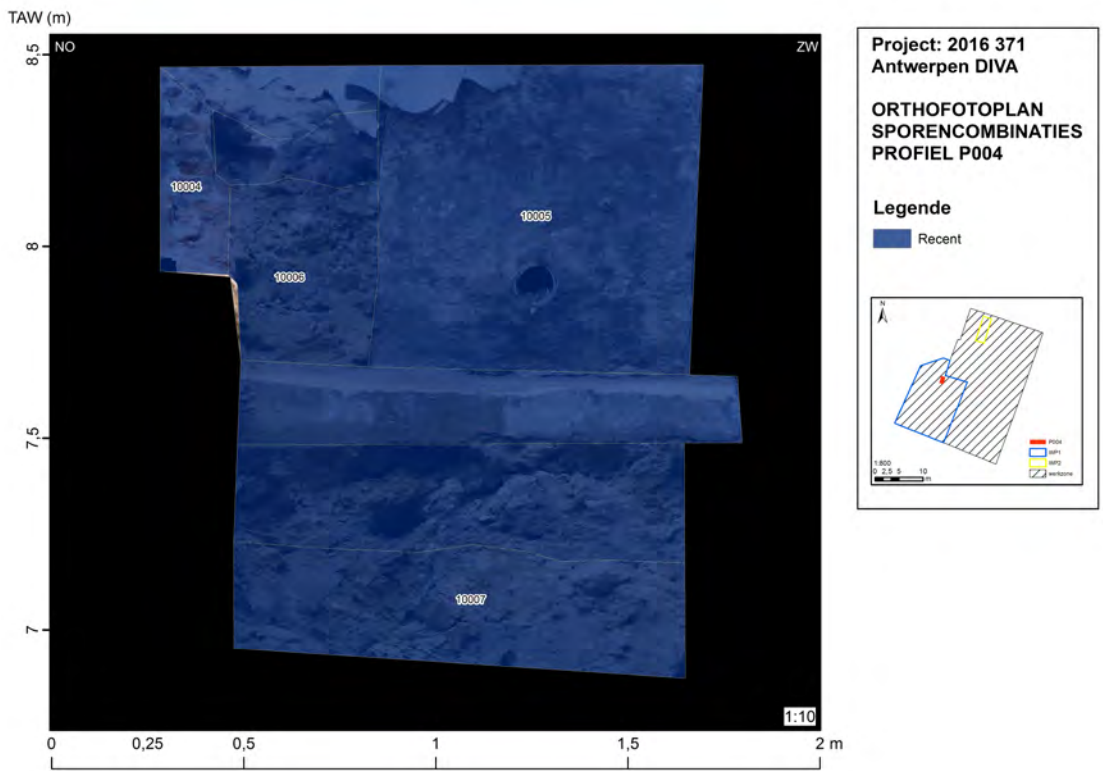 TAW (m)
NO
ZW
8,5
8
7,5
7
10004
10005
10006
10007
1:10
0
0,25
0,5
1
1,5
2 m
Project: 2016 371
Antwerpen DIVA
ORTHOFOTOPLAN
SPORENCOMBINATIES
PROFIEL P004
Legende
Recent
N
P004
WP1
WP2
werkzone
1:600
0 2,5 5 10
m